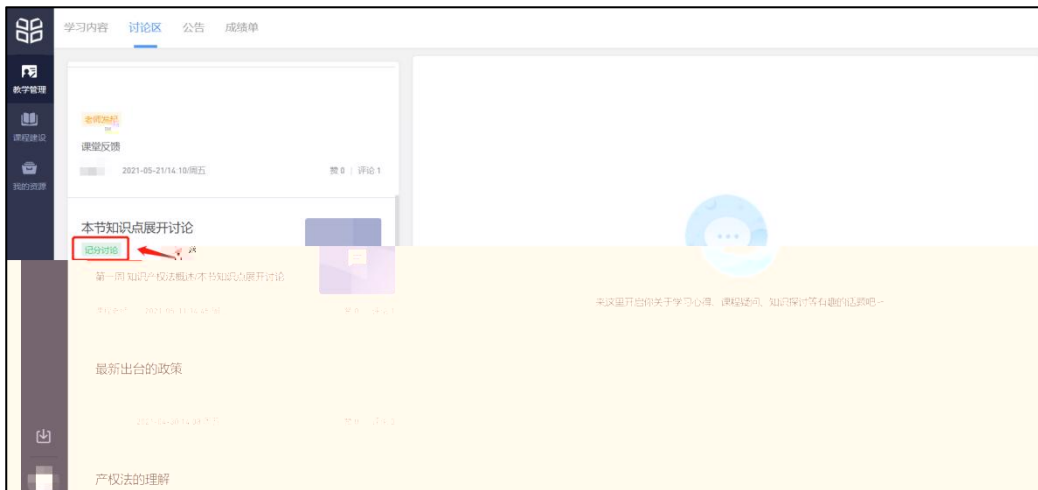 学习内容 讨论区 公告 成绩单
教学管理
课程建设
我的资源
老师发帖
课堂反馈
2021-05-21/14:10/周五 赞 0 | 评论 1
本节知识点展开讨论
记分讨论
第一周 知识产权法概述/本节知识点展开讨论
来这里开启你关于学习心得、课程疑问、知识探讨等有趣的话题吧~
最新出台的政策
产权法的理解